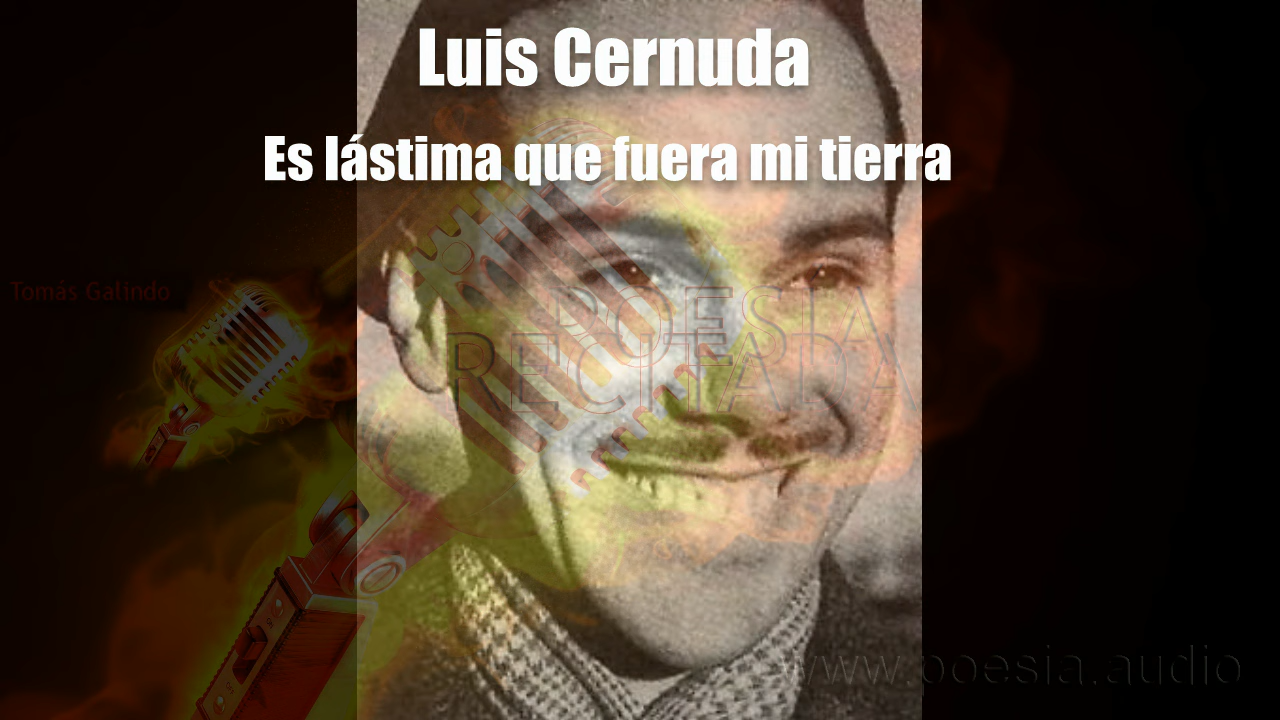 Luis Cernuda
Es lástima que fuera mi tierra
Tomás Galindo
POESIA
RECITADA
www.poesia.audio